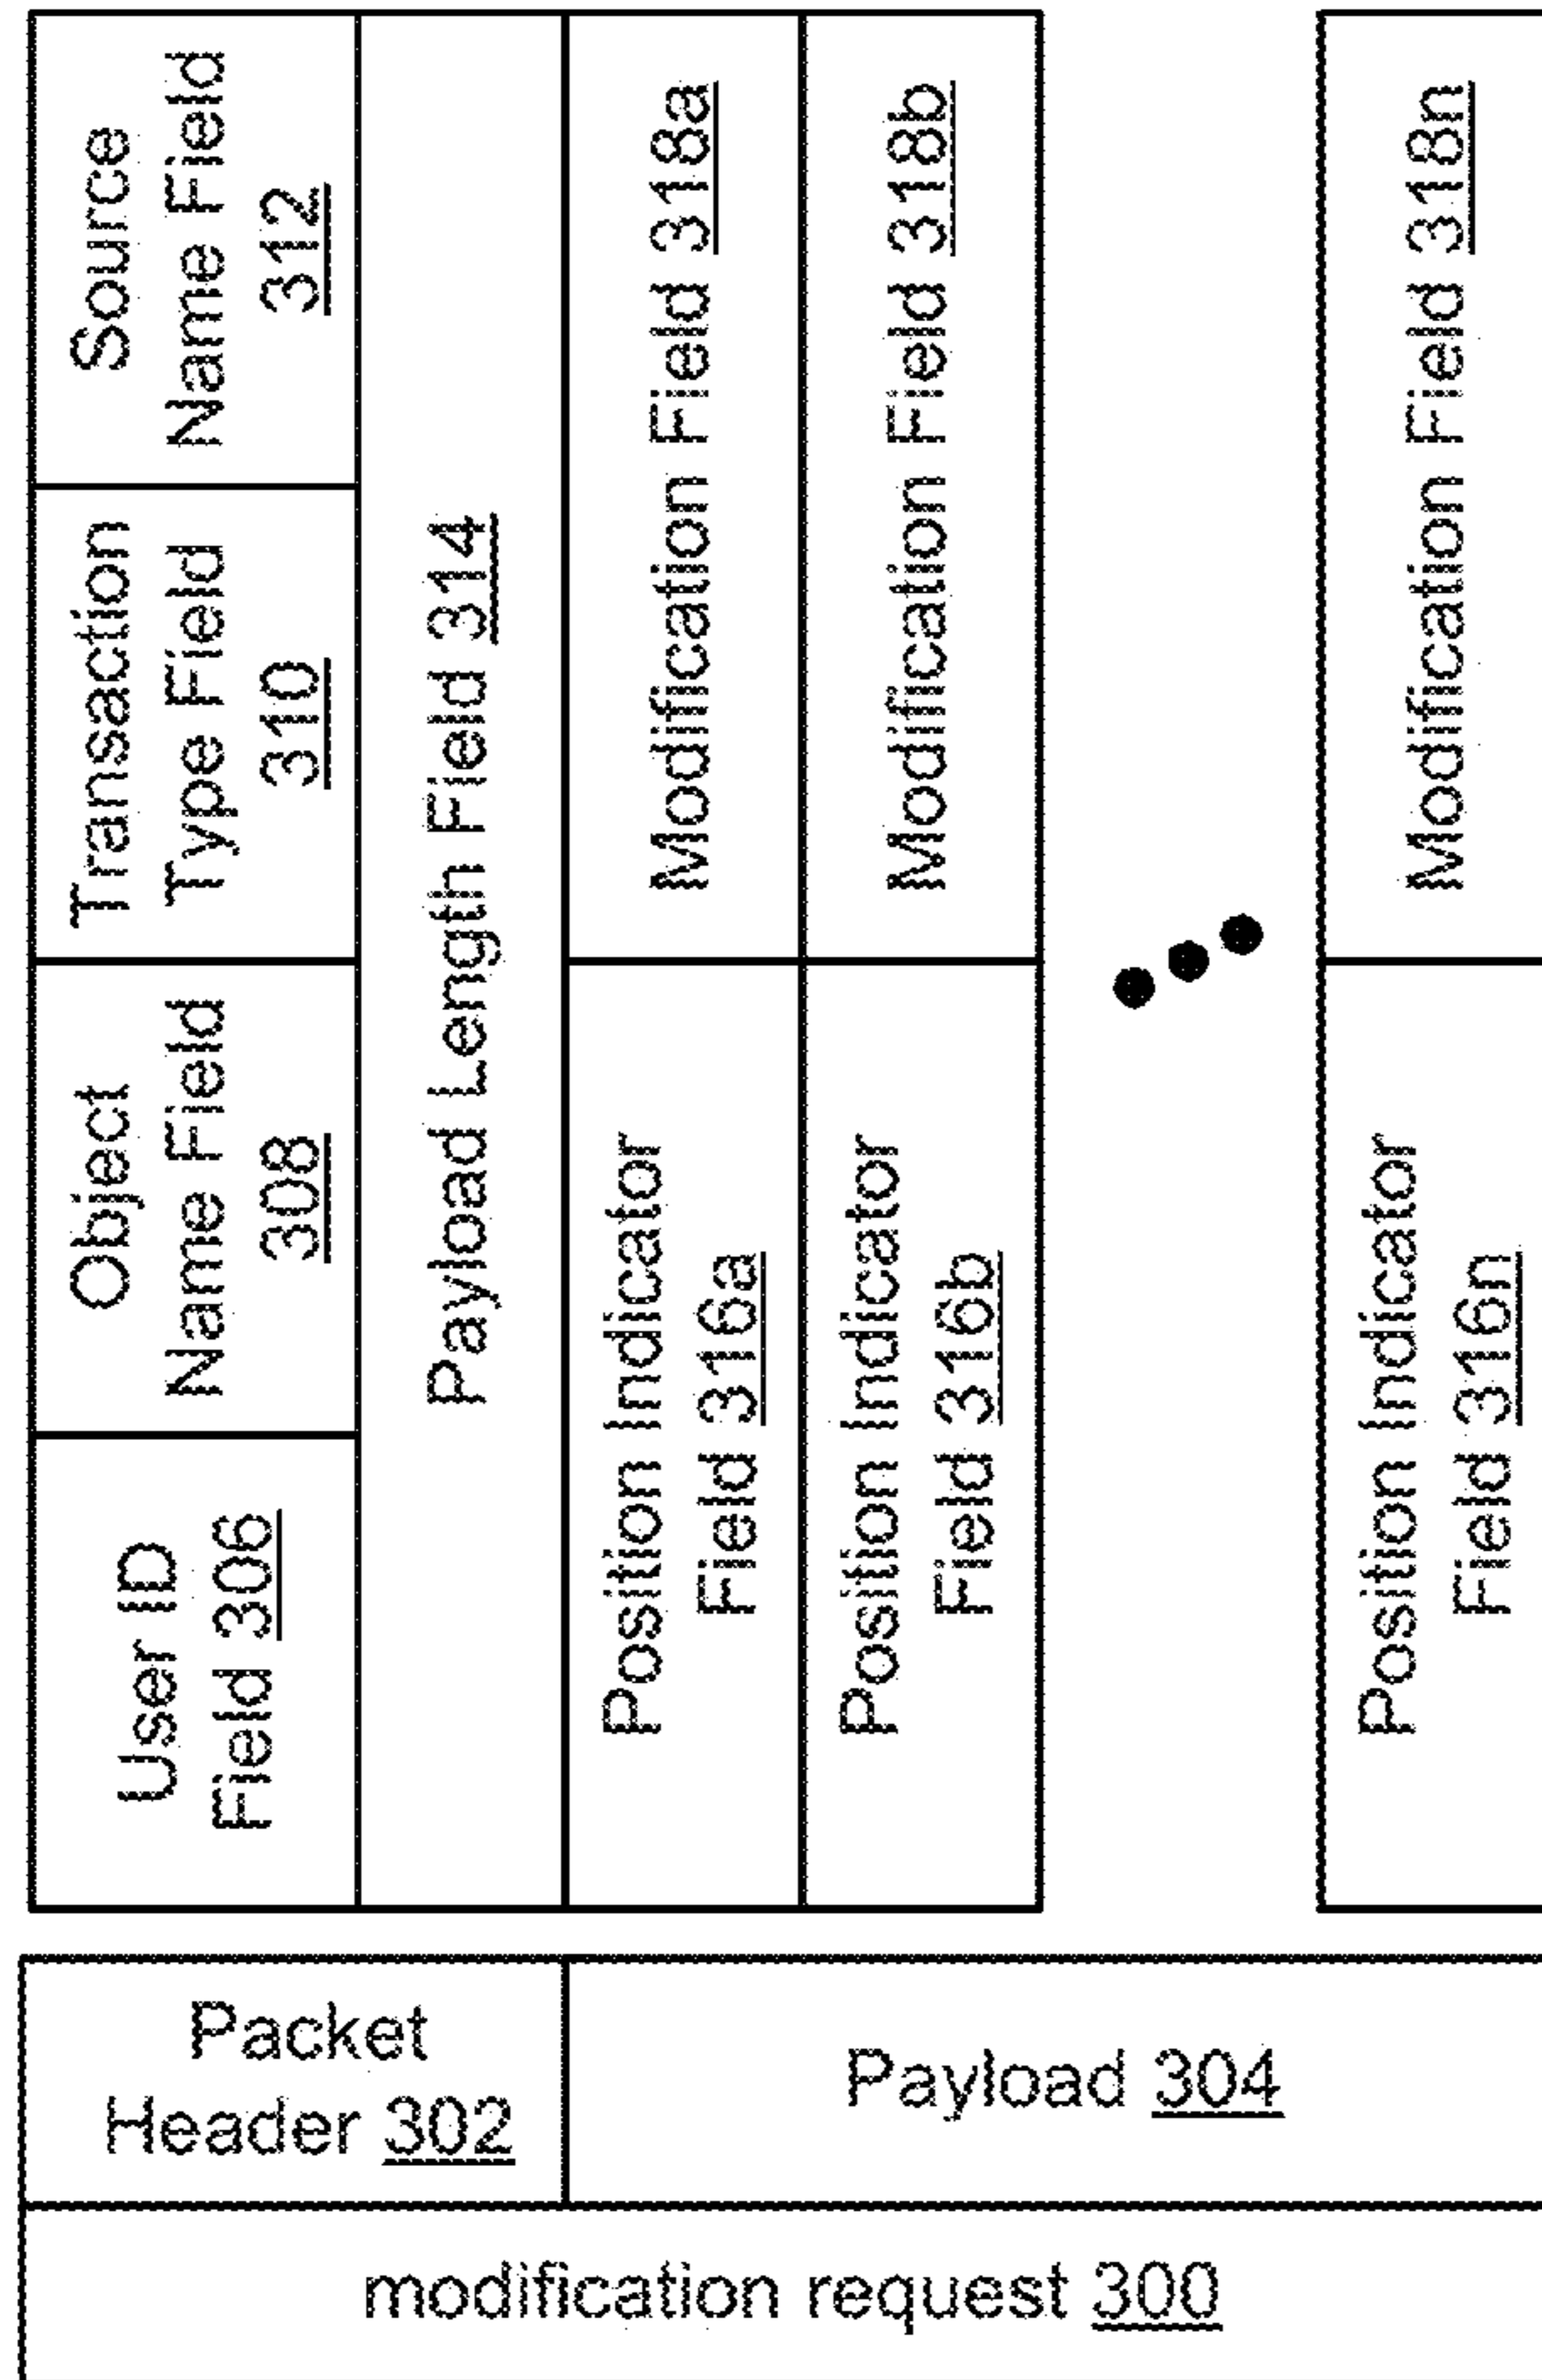 User ID
Field 306
Object
Name Field
308
Transaction
Type Field
310
Source
Name Field
312
Payload Length Field 314
Position Indicator
Field 316a
Modification Field 318a
Position Indicator
Field 316b
Modification Field 318b
Position Indicator
Field 316n
Modification Field 318n
Packet
Header 302
Payload 304
modification request 300